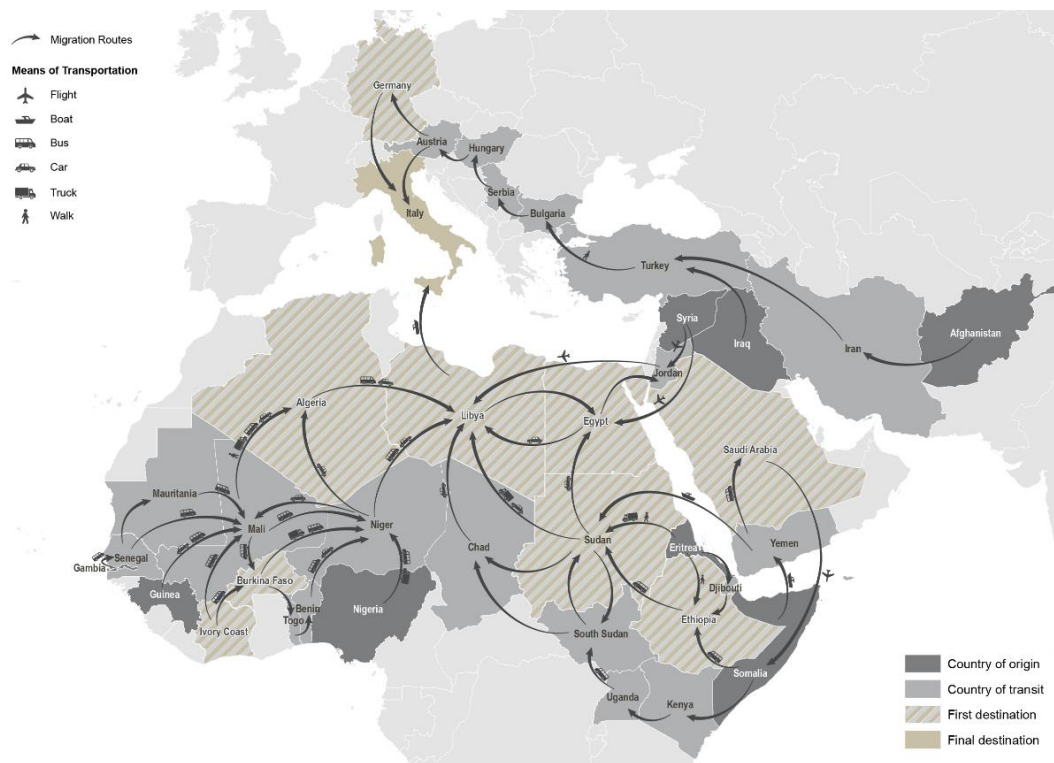 Migration Routes
Means of Transportation
Flight
Boat
Bus
Car
Truck
Walk
Germany
Austria
Hungary
Serbia
Italy
Bulgaria
Turkey
Syria
Iraq
Iran
Afghanistan
Jordan
Algeria
Libya
Egypt
Saudi Arabia
Mauritania
Mali
Niger
Senegal
Gambia
Chad
Sudan
Eritrea
Yemen
Guinea
Burkina Faso
Djibouti
Benin
Nigeria
Togo
Ivory Coast
Ethiopia
South Sudan
Somalia
Uganda
Kenya
Country of origin
Country of transit
First destination
Final destination